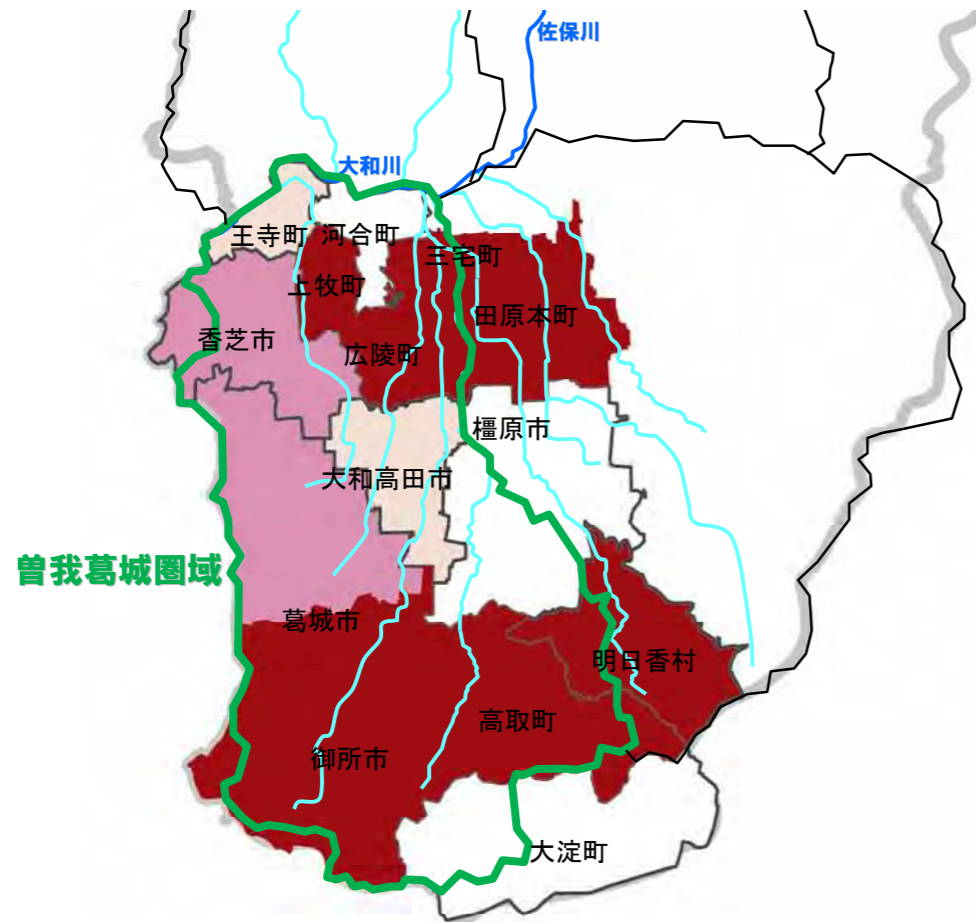 佐保川
大和川
王寺町
河合町
三宅町
上牧町
田原本町
香芝市
広陵町
橿原市
大和高田市
曽我葛城圏域
葛城市
明日香村
高取町
御所市
大淀町